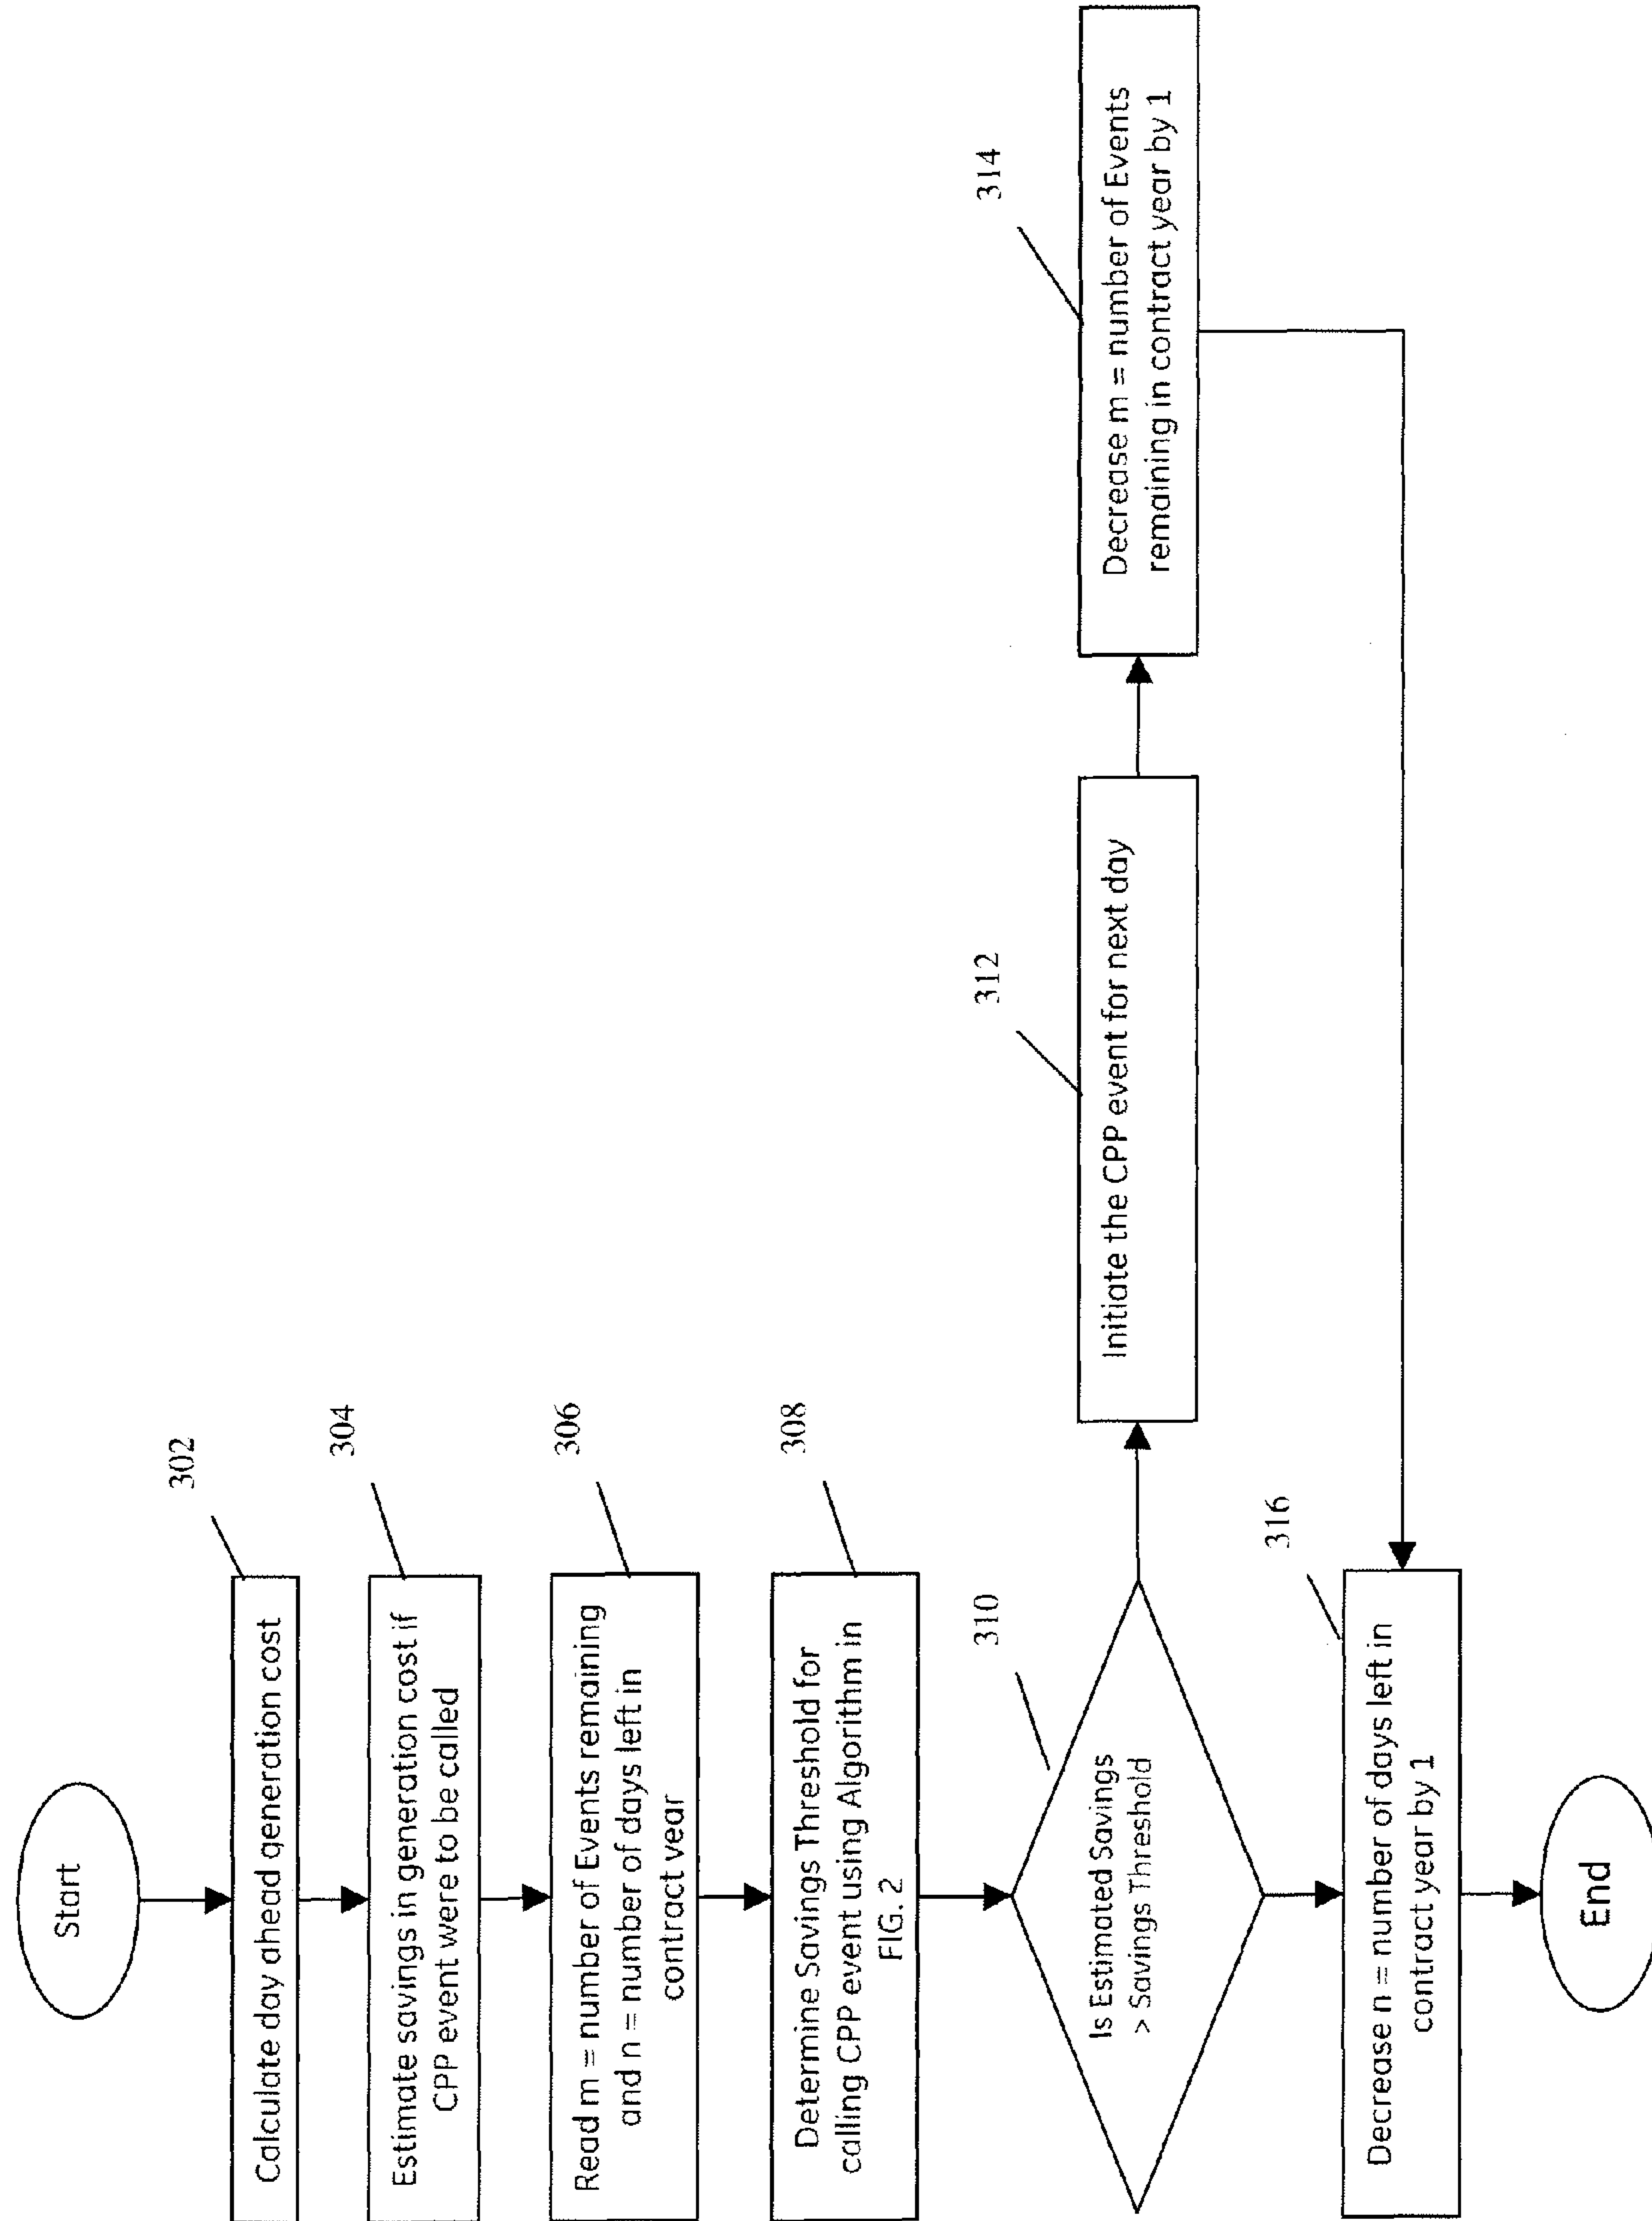 Start
302
Calculate day ahead generation cost
304
Estimate savings in generation cost if
CPP event were to be called
306
Read m = number of Events remaining
and n = number of days left in
contract year
308
Determine Savings Threshold for
calling CPP event using Algorithm in
FIG. 2
310
Is Estimated Savings
> Savings Threshold
312
Initiate the CPP event for next day
314
Decrease m = number of Events
remaining in contract year by 1
316
Decrease n = number of days left in
contract year by 1
End